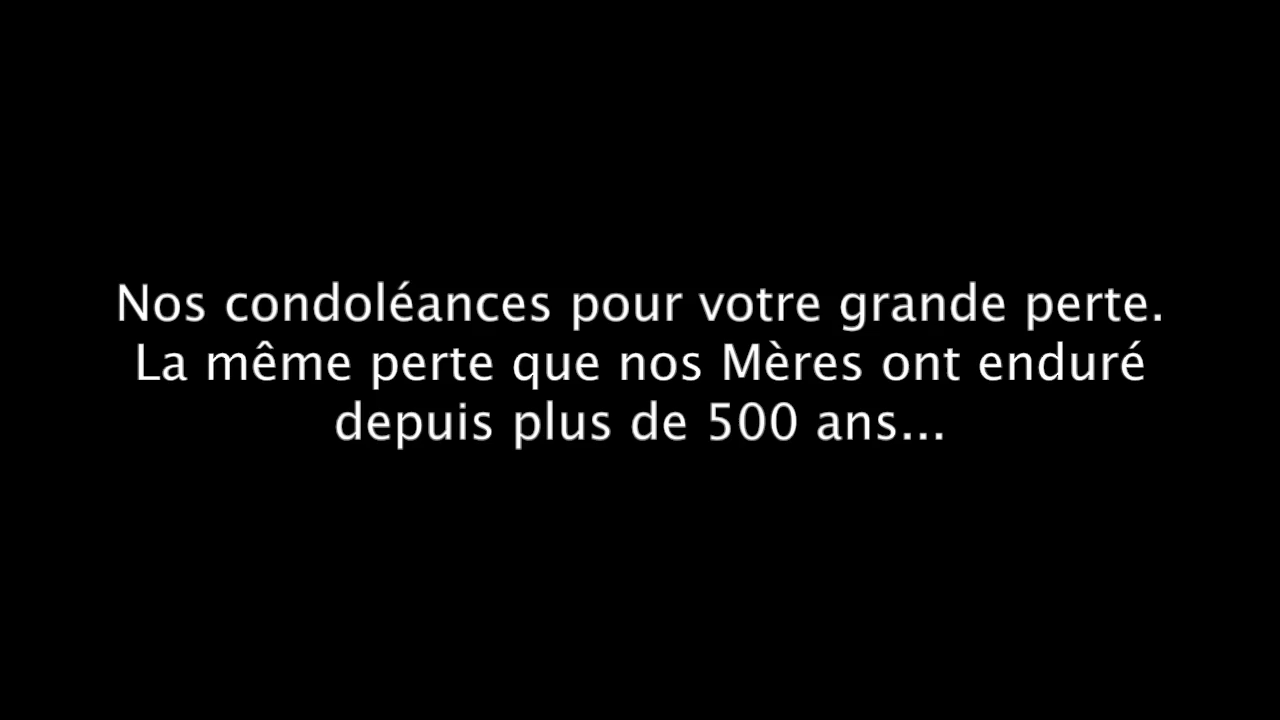 Nos condoléances pour votre grande perte.
La même perte que nos Mères ont enduré
depuis plus de 500 ans...